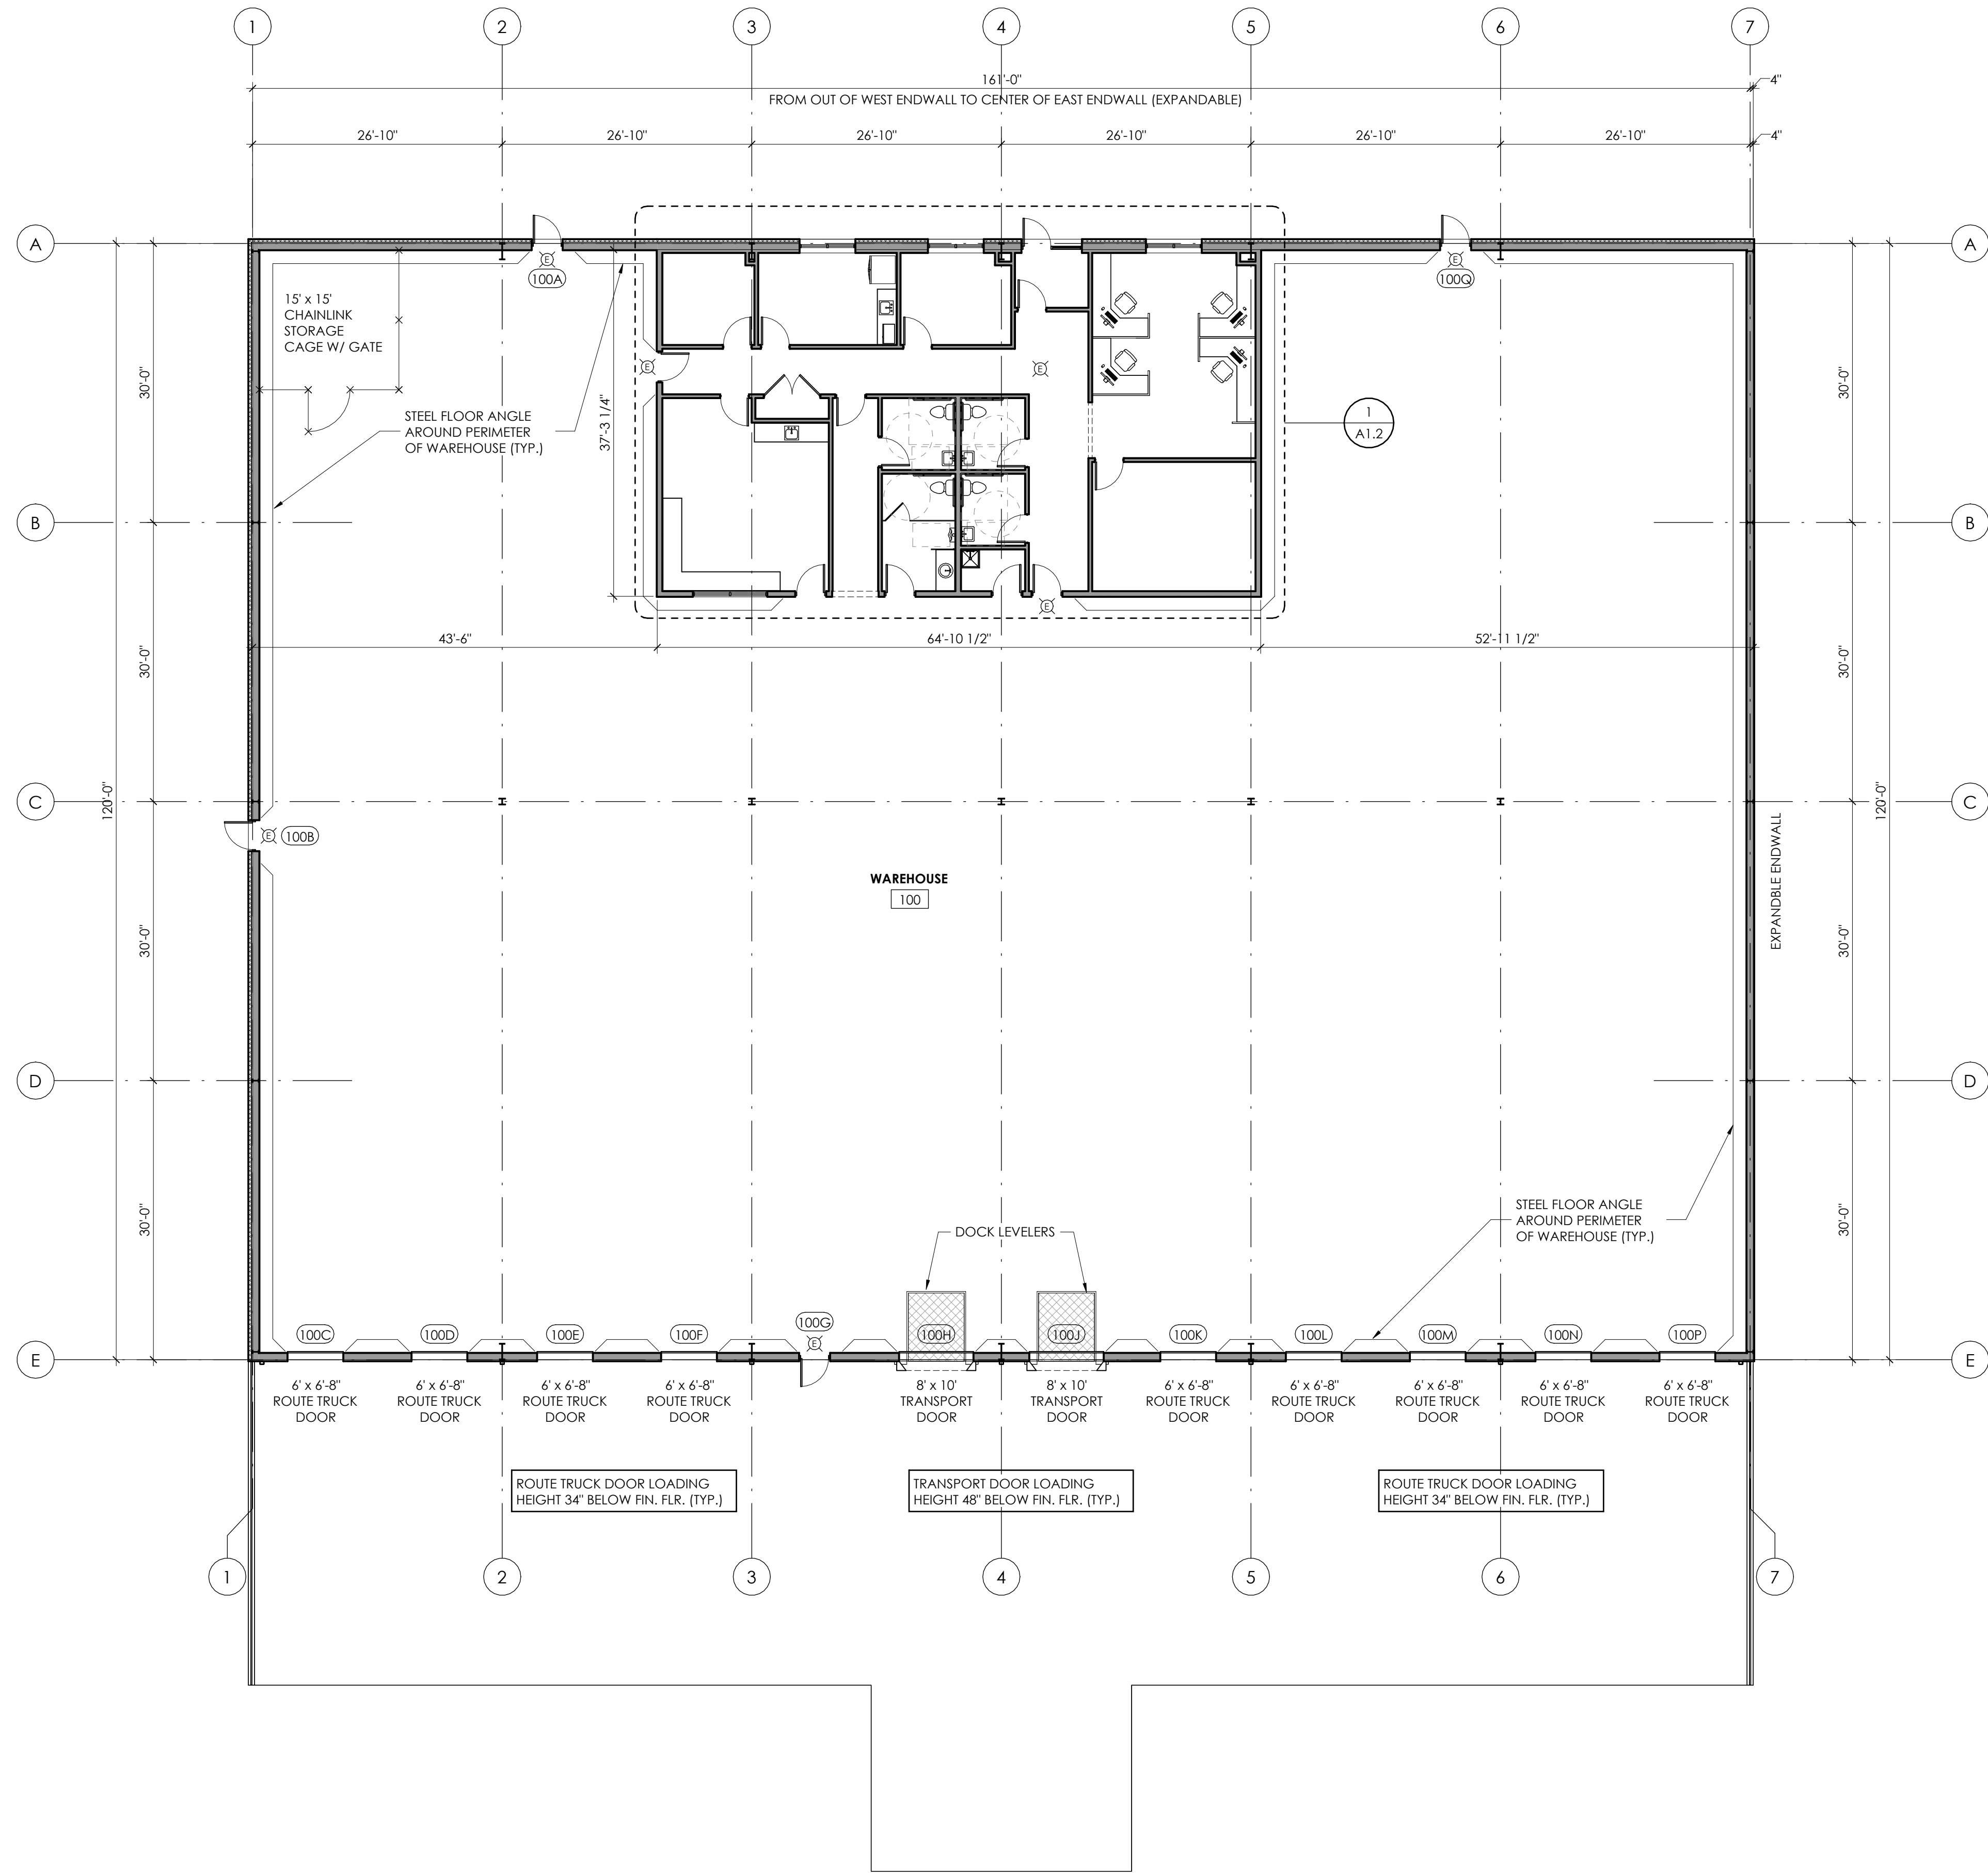 1
2
3
4
5
6
7
161'-0"
4"
FROM OUT OF WEST ENDWALL TO CENTER OF EAST ENDWALL (EXPANDABLE)
26'-10"
26'-10"
26'-10"
26'-10"
26'-10"
26'-10"
4"
A
A
E
100A
E
100Q
15' x 15'
CHAINLINK
STORAGE
CAGE W/ GATE
30'-0"
E
E
30'-0"
STEEL FLOOR ANGLE
AROUND PERIMETER
OF WAREHOUSE (TYP.)
37'-3 1/4"
1
A1.2
B
B
E
43'-6"
64'-10 1/2"
52'-11 1/2"
30'-0"
30'-0"
C
120'-0"
120'-0"
C
E
100B
EXPANDBLE ENDWALL
WAREHOUSE
100
30'-0"
30'-0"
D
D
30'-0"
30'-0"
DOCK LEVELERS
STEEL FLOOR ANGLE
AROUND PERIMETER
OF WAREHOUSE (TYP.)
100C
100D
100E
100F
100G
E
100H
100J
100K
100L
100M
100N
100P
E
E
6' x 6'-8"
ROUTE TRUCK
DOOR
6' x 6'-8"
ROUTE TRUCK
DOOR
6' x 6'-8"
ROUTE TRUCK
DOOR
6' x 6'-8"
ROUTE TRUCK
DOOR
8' x 10'
TRANSPORT
DOOR
8' x 10'
TRANSPORT
DOOR
6' x 6'-8"
ROUTE TRUCK
DOOR
6' x 6'-8"
ROUTE TRUCK
DOOR
6' x 6'-8"
ROUTE TRUCK
DOOR
6' x 6'-8"
ROUTE TRUCK
DOOR
6' x 6'-8"
ROUTE TRUCK
DOOR
ROUTE TRUCK DOOR LOADING
HEIGHT 34" BELOW FIN. FLR. (TYP.)
TRANSPORT DOOR LOADING
HEIGHT 48" BELOW FIN. FLR. (TYP.)
ROUTE TRUCK DOOR LOADING
HEIGHT 34" BELOW FIN. FLR. (TYP.)
1
2
3
4
5
6
7